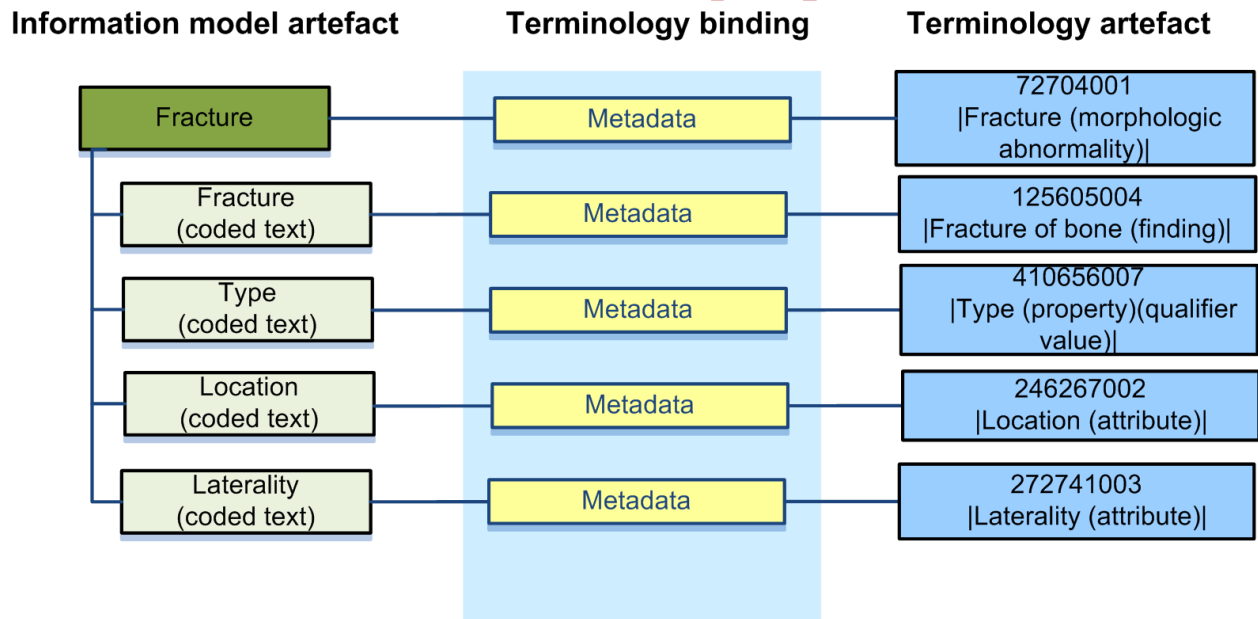 Information model artefact
Terminology binding
Terminology artefact
Fracture
Metadata
72704001
|Fracture (morphologic
abnormality)|
Fracture
(coded text)
Metadata
125605004
|Fracture of bone (finding)|
Type
(coded text)
Metadata
410656007
|Type (property)(qualifier
value)|
Location
(coded text)
Metadata
246267002
|Location (attribute)|
Laterality
(coded text)
Metadata
272741003
|Laterality (attribute)|